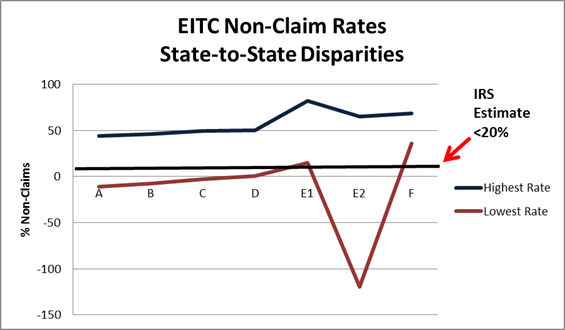 EITC Non-Claim Rates
State-to-State Disparities
% Non-Claims
100
50
0
-50
-100
-150
A B C D E1 E2 F
IRS
Estimate
<20%
Highest Rate
Lowest Rate